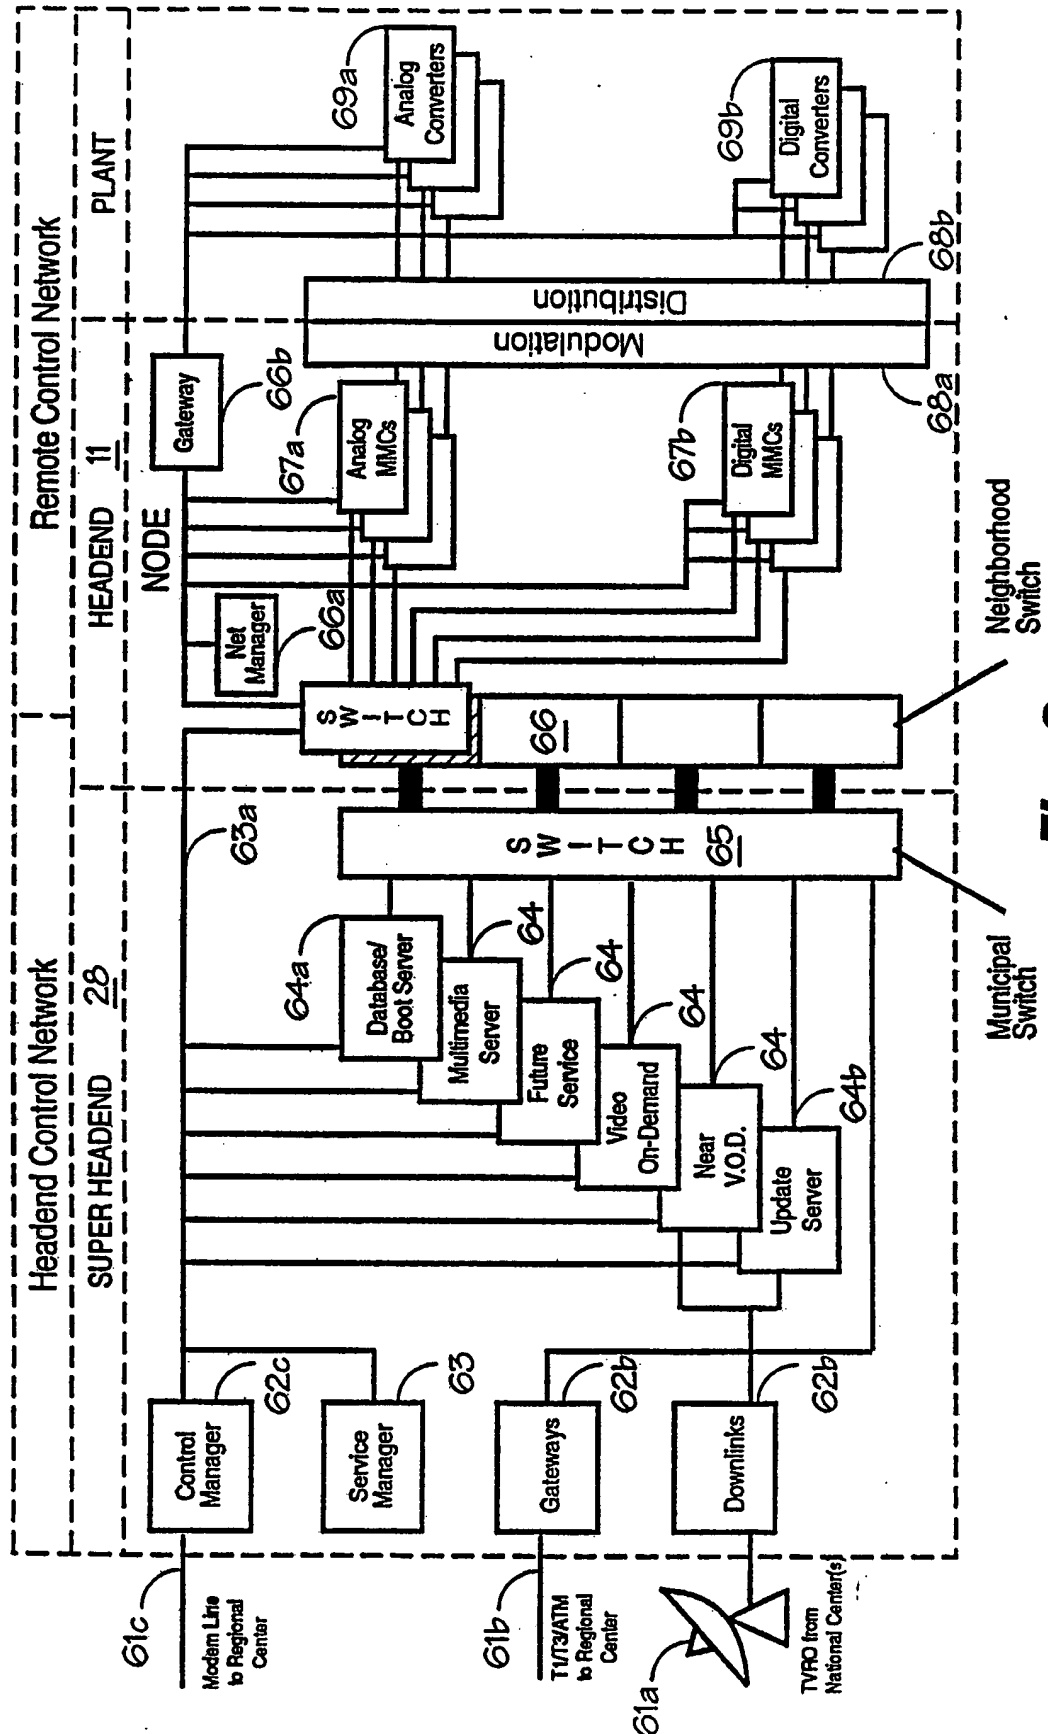 Headend Control Network
Remote Control Network
SUPER HEADEND 28
HEADEND 11
PLANT
NODE
61c
Modem Line
to Regional
Center
Control
Manager
62c
63a
Service
Manager
63
61b
T1/T3/ATM
to Regional
Center
Gateways
62b
61a
TVRO from
National Center(s)
Downlinks
62b
64a
Database/
Boot Server
Multimedia
Server
64
Future
Service
64
Video
On-Demand
64
Near
V.O.D.
64
Update
Server
64b
SWITCH
65
Municipal
Switch
SWITCH
66
Neighborhood
Switch
Net
Manager
66a
Gateway
66b
67a
Analog
MMCs
67b
Digital
MMCs
Modulation
68a
Distribution
68b
69a
Analog
Converters
69b
Digital
Converters